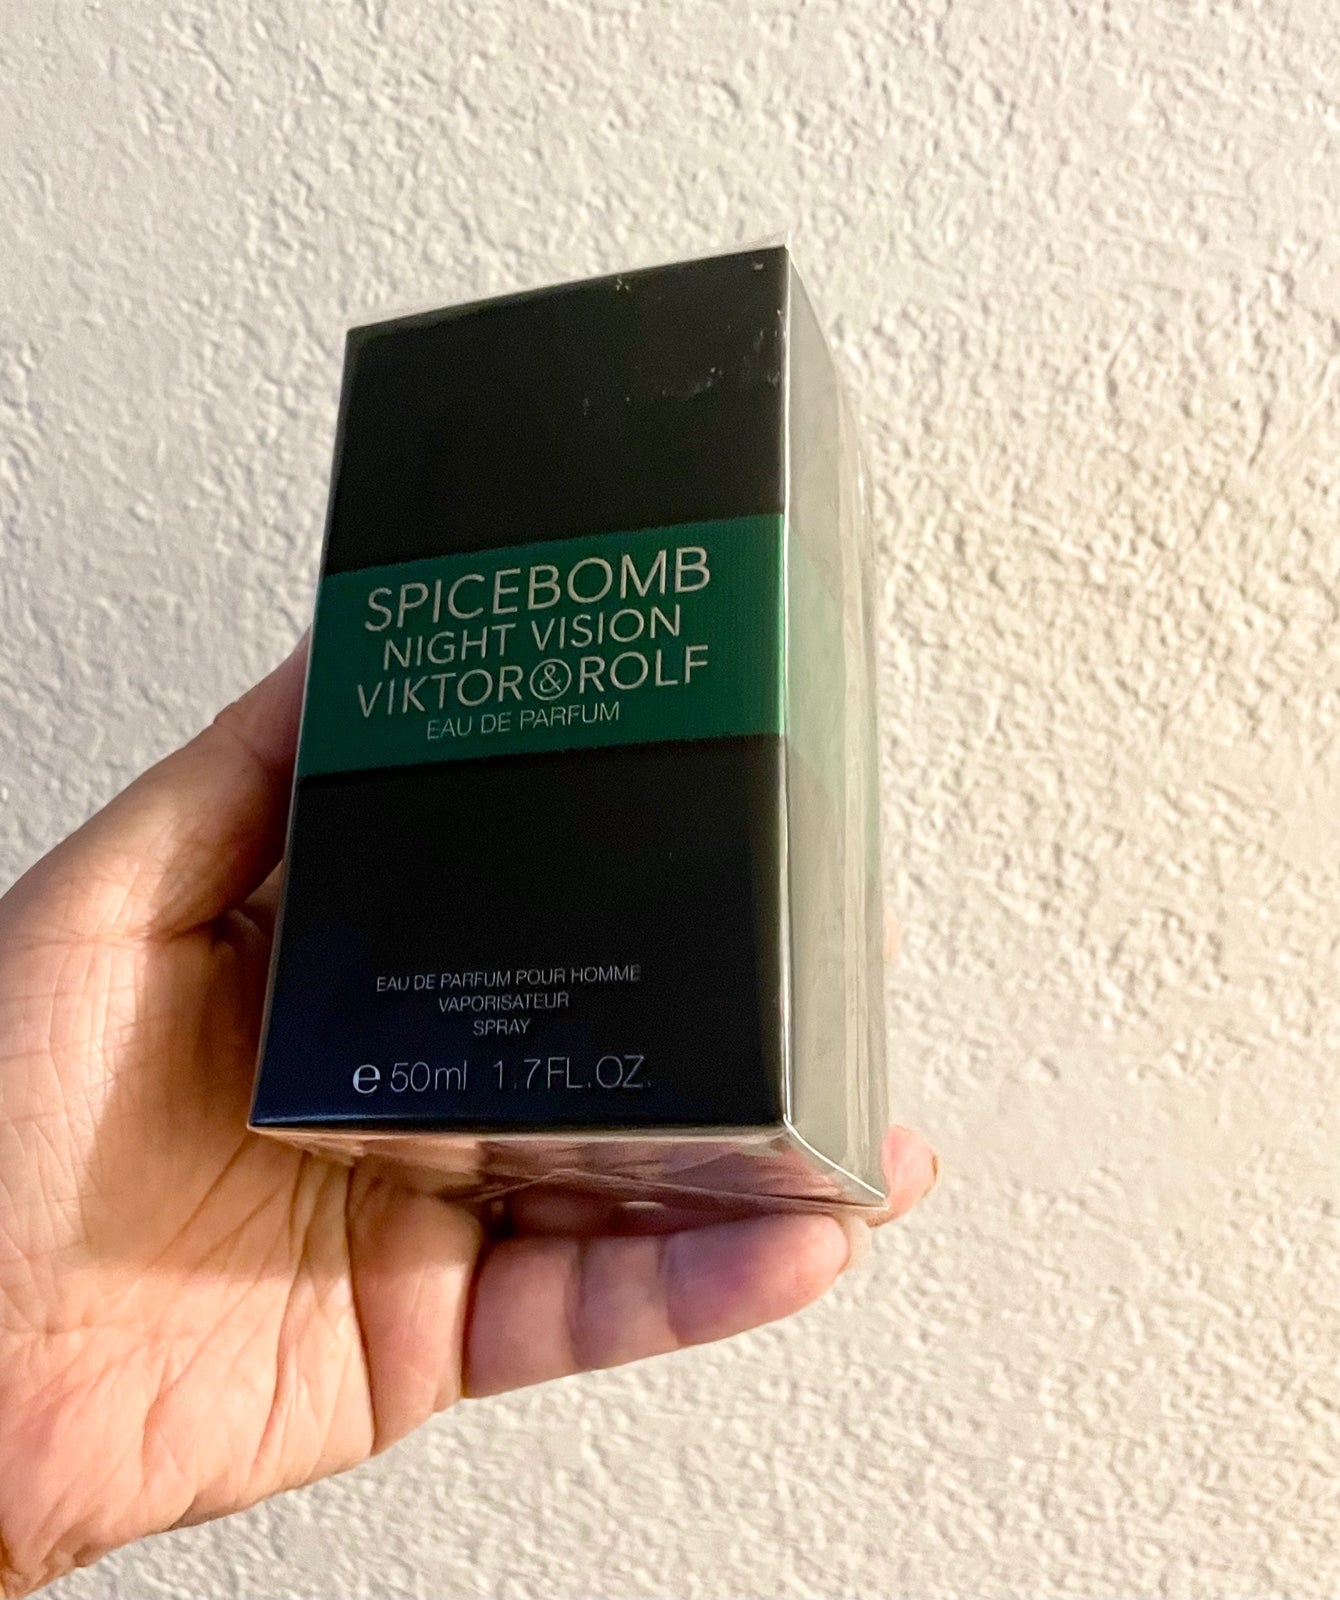 SPICEBOMB
NIGHT VISION
VIKTOR&ROLF
EAU DE PARFUM
EAU DE PARFUM POUR HOMME
VAPORISATEUR
SPRAY
℮ 50ml 1.7FL.OZ.